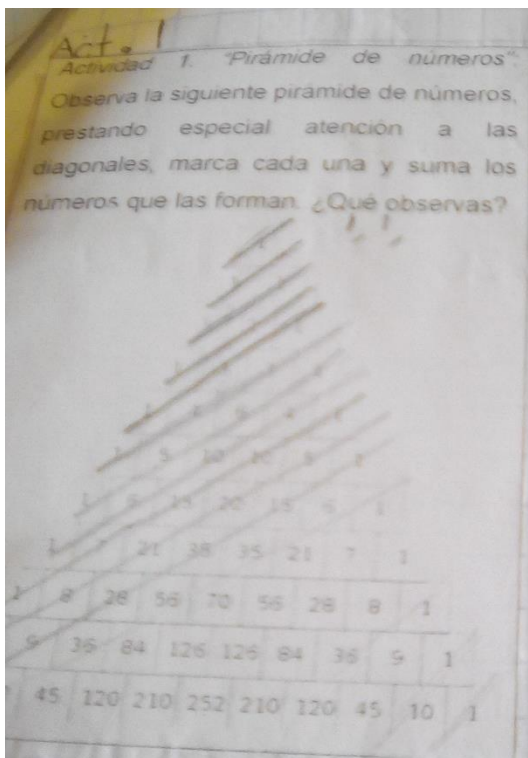 Act. 1
Actividad 1. "Pirámide de números".
Observa la siguiente pirámide de números,
prestando especial atención a las
diagonales, marca cada una y suma los
números que las forman. ¿Qué observas?
1 5 10 10 5 1
1 6 15 20 15 6 1
1 7 21 35 35 21 7 1
1 8 28 56 70 56 28 8 1
9 36 84 126 126 84 36 9 1
45 120 210 252 210 120 45 10 1